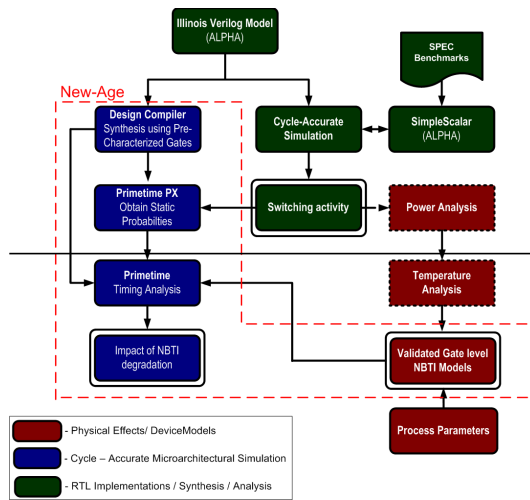 Illinois Verilog Model
(ALPHA)
SPEC
Benchmarks
New-Age
Design Compiler
Synthesis using Pre-
Characterized Gates
Cycle-Accurate
Simulation
SimpleScalar
(ALPHA)
Primetime PX
Obtain Static
Probabilties
Switching activity
Power Analysis
Primetime
Timing Analysis
Temperature
Analysis
Impact of NBTI
degradation
Validated Gate level
NBTI Models
Process Parameters
- Physical Effects/ DeviceModels
- Cycle – Accurate Microarchitectural Simulation
- RTL Implementations / Synthesis / Analysis